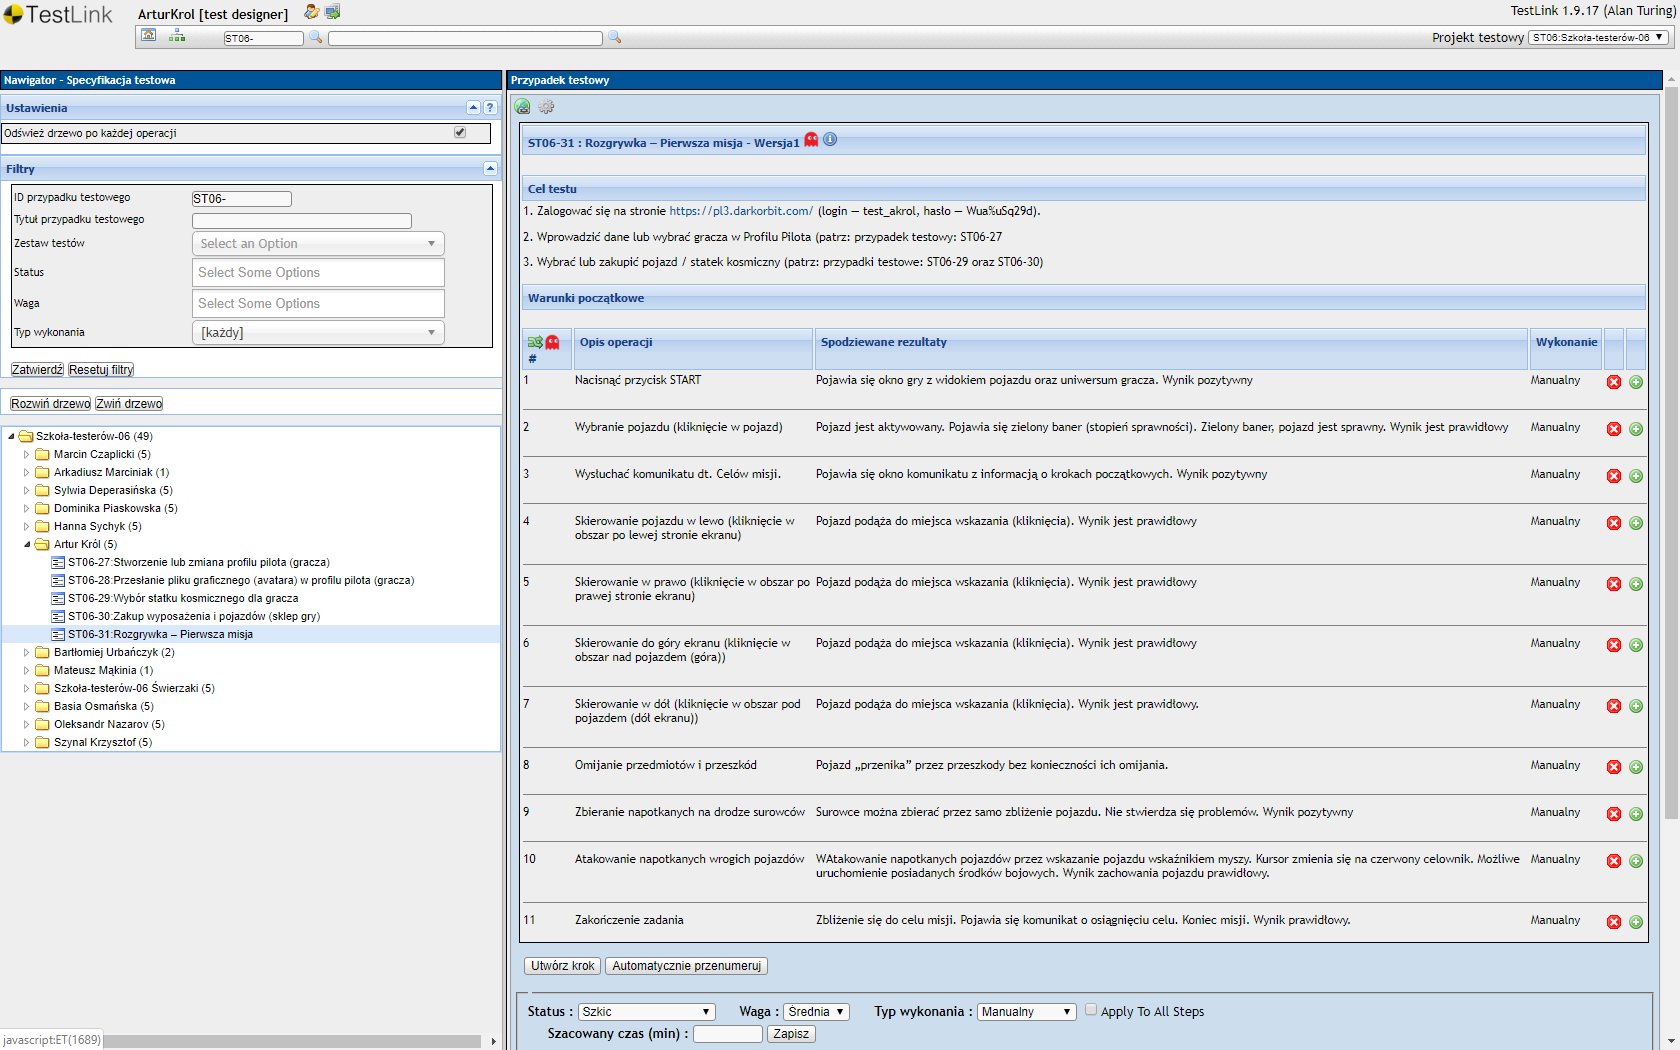 TestLink
ArturKrol [test designer]
TestLink 1.9.17 (Alan Turing)
ST06-
Projekt testowy ST06:Szkoła-testerów-06
Nawigator - Specyfikacja testowa
Ustawienia
Odśwież drzewo po każdej operacji
Filtry
ID przypadku testowego ST06-
Tytuł przypadku testowego
Zestaw testów Select an Option
Status Select Some Options
Waga Select Some Options
Typ wykonania [każdy]
Zatwierdź Resetuj filtry
Rozwiń drzewo Zwiń drzewo
Szkoła-testerów-06 (49)
Marcin Czaplicki (5)
Arkadiusz Marciniak (1)
Sylwia Deperasińska (5)
Dominika Piaskowska (5)
Hanna Sychyk (5)
Artur Król (5)
ST06-27:Stworzenie lub zmiana profilu pilota (gracza)
ST06-28:Przesłanie pliku graficznego (avatara) w profilu pilota (gracza)
ST06-29:Wybór statku kosmicznego dla gracza
ST06-30:Zakup wyposażenia i pojazdów (sklep gry)
ST06-31:Rozgrywka – Pierwsza misja
Bartłomiej Urbańczyk (2)
Mateusz Mąkinia (1)
Szkoła-testerów-06 Świerzaki (5)
Basia Osmańska (5)
Oleksandr Nazarov (5)
Szynal Krzysztof (5)
javascript:ET(1689)
Przypadek testowy
ST06-31 : Rozgrywka – Pierwsza misja - Wersja1
Cel testu
1. Zalogować się na stronie https://pl3.darkorbit.com/ (login – test_akrol, hasło – Wua%uSq29d).
2. Wprowadzić dane lub wybrać gracza w Profilu Pilota (patrz: przypadek testowy: ST06-27
3. Wybrać lub zakupić pojazd / statek kosmiczny (patrz: przypadki testowe: ST06-29 oraz ST06-30)
Warunki początkowe
# Opis operacji Spodziewane rezultaty Wykonanie
1 Nacisnąć przycisk START Pojawia się okno gry z widokiem pojazdu oraz uniwersum gracza. Wynik pozytywny Manualny
2 Wybranie pojazdu (kliknięcie w pojazd) Pojazd jest aktywowany. Pojawia się zielony baner (stopień sprawności). Zielony baner, pojazd jest sprawny. Wynik jest prawidłowy Manualny
3 Wysłuchać komunikatu dt. Celów misji. Pojawia się okno komunikatu z informacją o krokach początkowych. Wynik pozytywny Manualny
4 Skierowanie pojazdu w lewo (kliknięcie w Pojazd podąża do miejsca wskazania (kliknięcia). Wynik jest prawidłowy Manualny
obszar po lewej stronie ekranu)
5 Skierowanie w prawo (kliknięcie w obszar po Pojazd podąża do miejsca wskazania (kliknięcia). Wynik jest prawidłowy Manualny
prawej stronie ekranu)
6 Skierowanie do góry ekranu (kliknięcie w Pojazd podąża do miejsca wskazania (kliknięcia). Wynik jest prawidłowy Manualny
obszar nad pojazdem (góra))
7 Skierowanie w dół (kliknięcie w obszar pod Pojazd podąża do miejsca wskazania (kliknięcia). Wynik jest prawidłowy. Manualny
pojazdem (dół ekranu))
8 Omijanie przedmiotów i przeszkód Pojazd „przenika” przez przeszkody bez konieczności ich omijania. Manualny
9 Zbieranie napotkanych na drodze surowców Surowce można zbierać przez samo zbliżenie pojazdu. Nie stwierdza się problemów. Wynik pozytywny Manualny
10 Atakowanie napotkanych wrogich pojazdów WAtakowanie napotkanych pojazdów przez wskazanie pojazdu wskaźnikiem myszy. Kursor zmienia się na czerwony celownik. Możliwe Manualny
uruchomienie posiadanych środków bojowych. Wynik zachowania pojazdu prawidłowy.
11 Zakończenie zadania Zbliżenie się do celu misji. Pojawia się komunikat o osiągnięciu celu. Koniec misji. Wynik prawidłowy. Manualny
Utwórz krok Automatycznie przenumeruj
Status : Szkic Waga : Średnia Typ wykonania : Manualny Apply To All Steps
Szacowany czas (min) : Zapisz